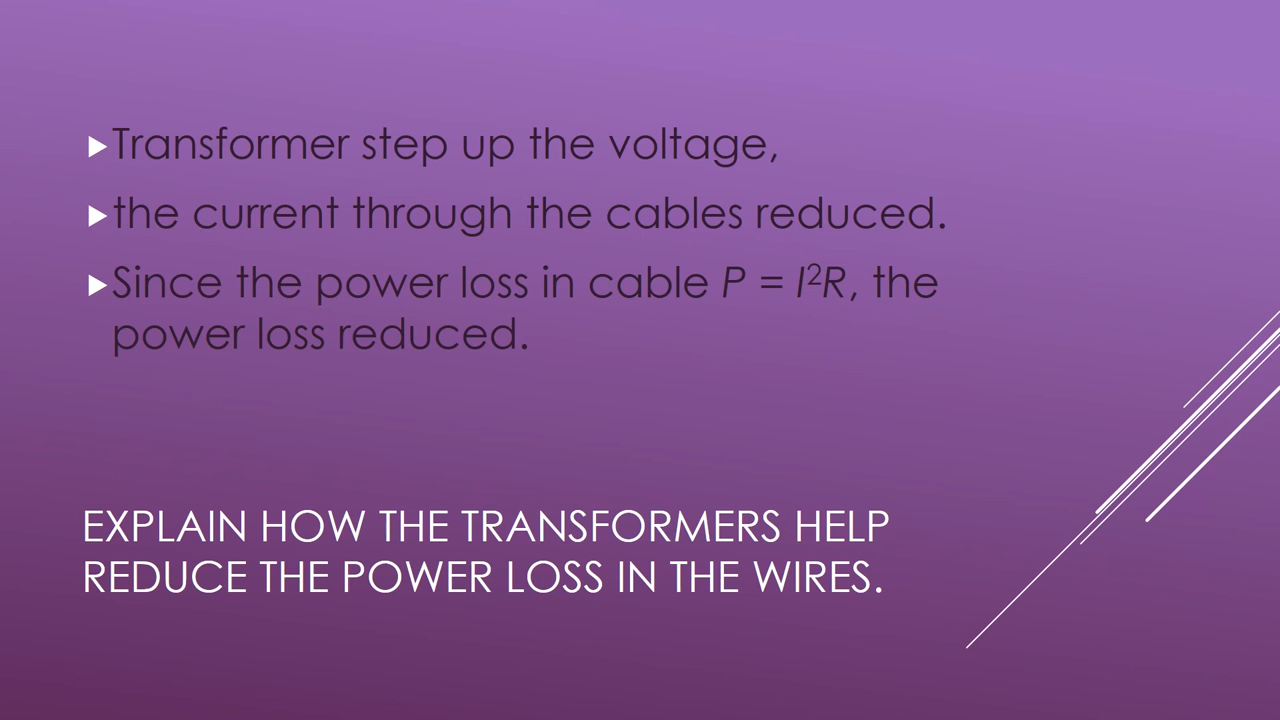 Transformer step up the voltage,
the current through the cables reduced.
Since the power loss in cable P = I²R, the
power loss reduced.
EXPLAIN HOW THE TRANSFORMERS HELP
REDUCE THE POWER LOSS IN THE WIRES.